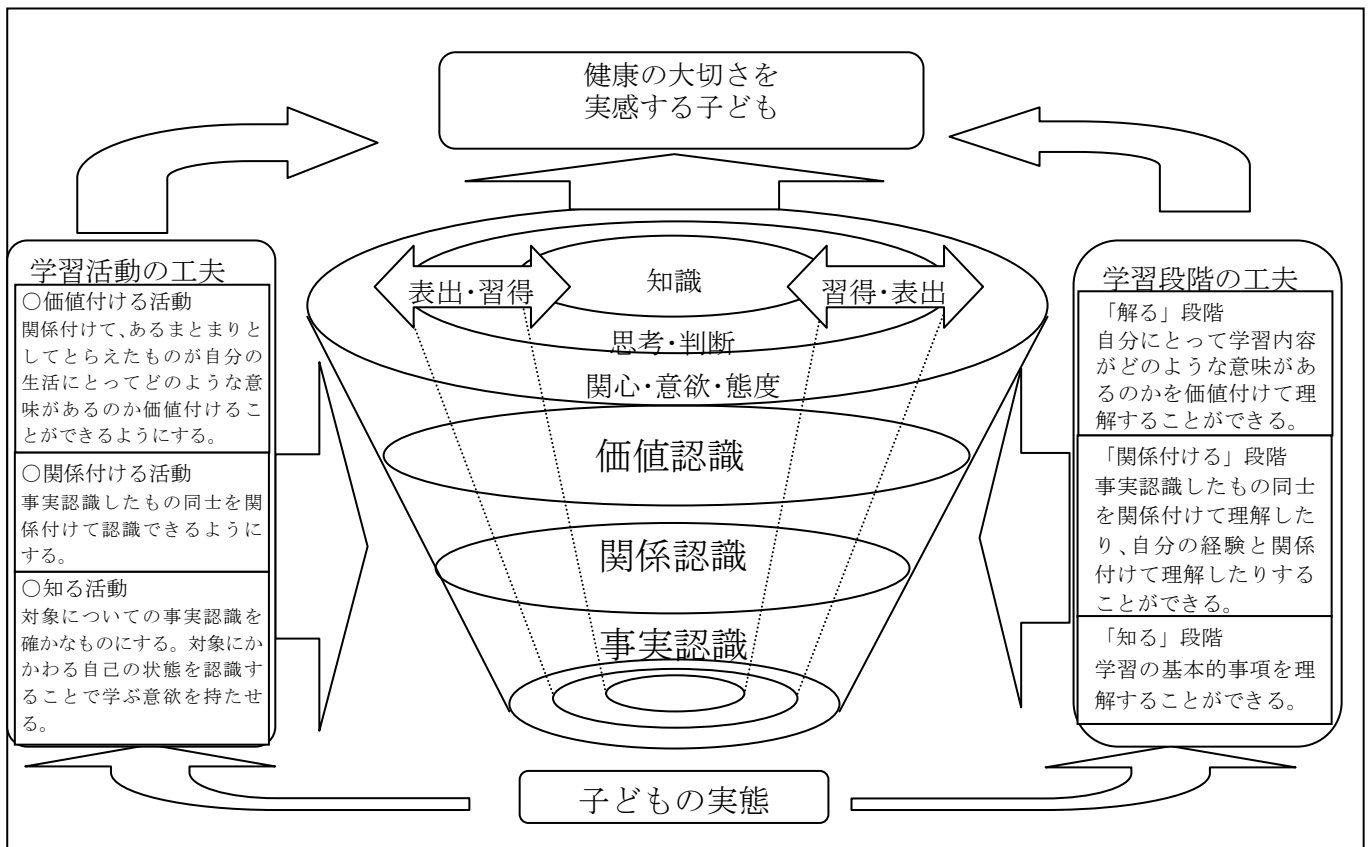 健康の大切さを
実感する子ども
学習活動の工夫
○価値付ける活動
関係付けて、あるまとまりと
してとらえたものが自分の
生活にとってどのような意
味があるのか価値付けるこ
とができるようにする。
○関係付ける活動
事実認識したもの同士を関
係付けて認識できるように
する。
○知る活動
対象についての事実認識を
確かなものにする。対象にか
かわる自己の状態を認識す
ることで学ぶ意欲を持たせ
る。
表出・習得
知識
習得・表出
思考・判断
関心・意欲・態度
価値認識
関係認識
事実認識
学習段階の工夫
「解る」段階
自分にとって学習内容
がどのような意味があ
るのかを価値付けて理
解することができる。
「関係付ける」段階
事実認識したもの同士
を関係付けて理解した
り、自分の経験と関係
付けて理解したりする
ことができる。
「知る」段階
学習の基本的事項を理
解することができる。
子どもの実態